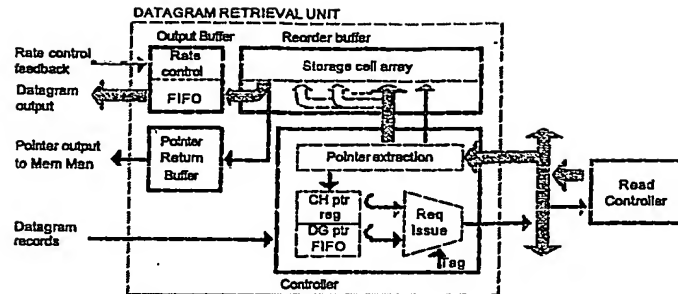 DATAGRAM RETRIEVAL UNIT
Output Buffer
Reorder buffer
Rate control
feedback
Rate
control
Storage cell array
Datagram
output
FIFO
Pointer output
to Mem Man
Pointer
Return
Buffer
Pointer extraction
Read
Controller
CH ptr
reg
Req
Issue
Datagram
records
DG ptr
FIFO
Tag
Controller